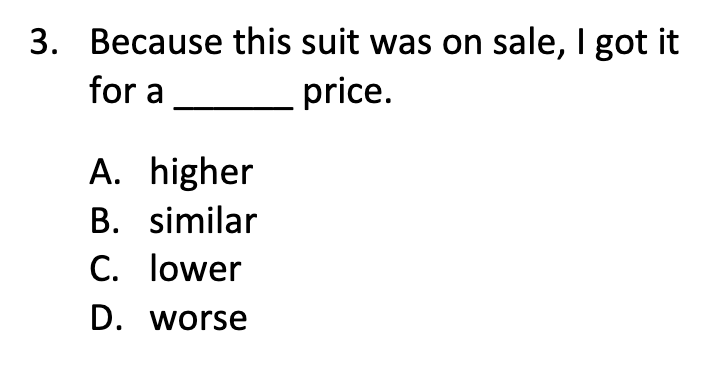 3. Because this suit was on sale, I got it
for a ______ price.
A. higher
B. similar
C. lower
D. worse